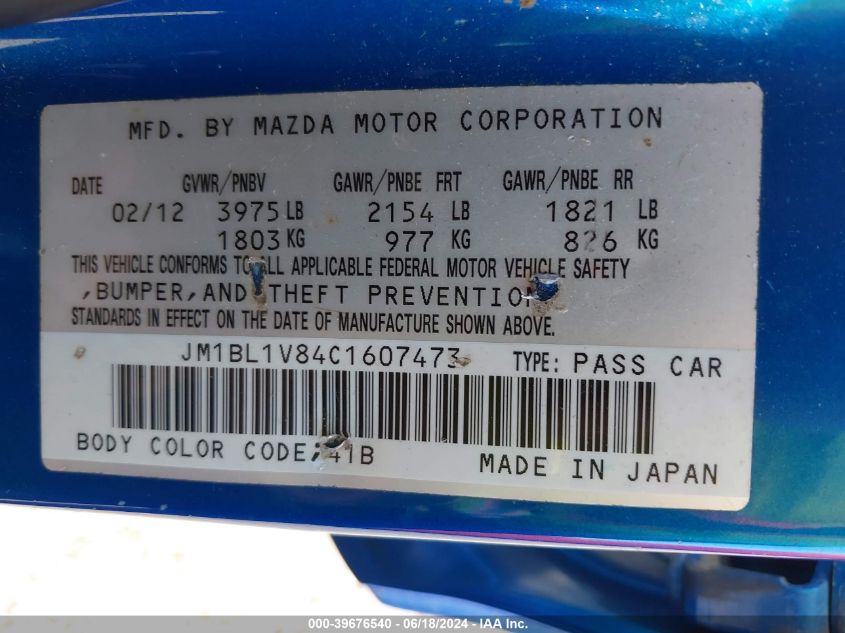 MFD. BY MAZDA MOTOR CORPORATION
DATE GVWR/PNBV GAWR/PNBE FRT GAWR/PNBE RR
02/12 3975 LB 2154 LB 1821 LB
1803 KG 977 KG 826 KG
THIS VEHICLE CONFORMS TO ALL APPLICABLE FEDERAL MOTOR VEHICLE SAFETY
,BUMPER,AND THEFT PREVENTION
STANDARDS IN EFFECT ON THE DATE OF MANUFACTURE SHOWN ABOVE.
JM1BL1V84C1607473 TYPE: PASS CAR
BODY COLOR CODE: 41B MADE IN JAPAN
000-39676540 - 06/18/2024 - IAAI.com